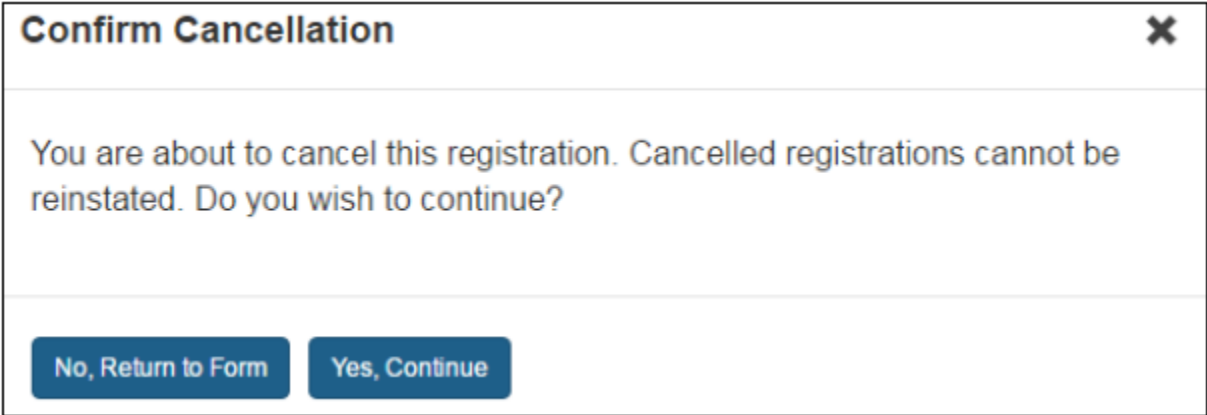 Confirm Cancellation
You are about to cancel this registration. Cancelled registrations cannot be
reinstated. Do you wish to continue?
No, Return to Form Yes, Continue